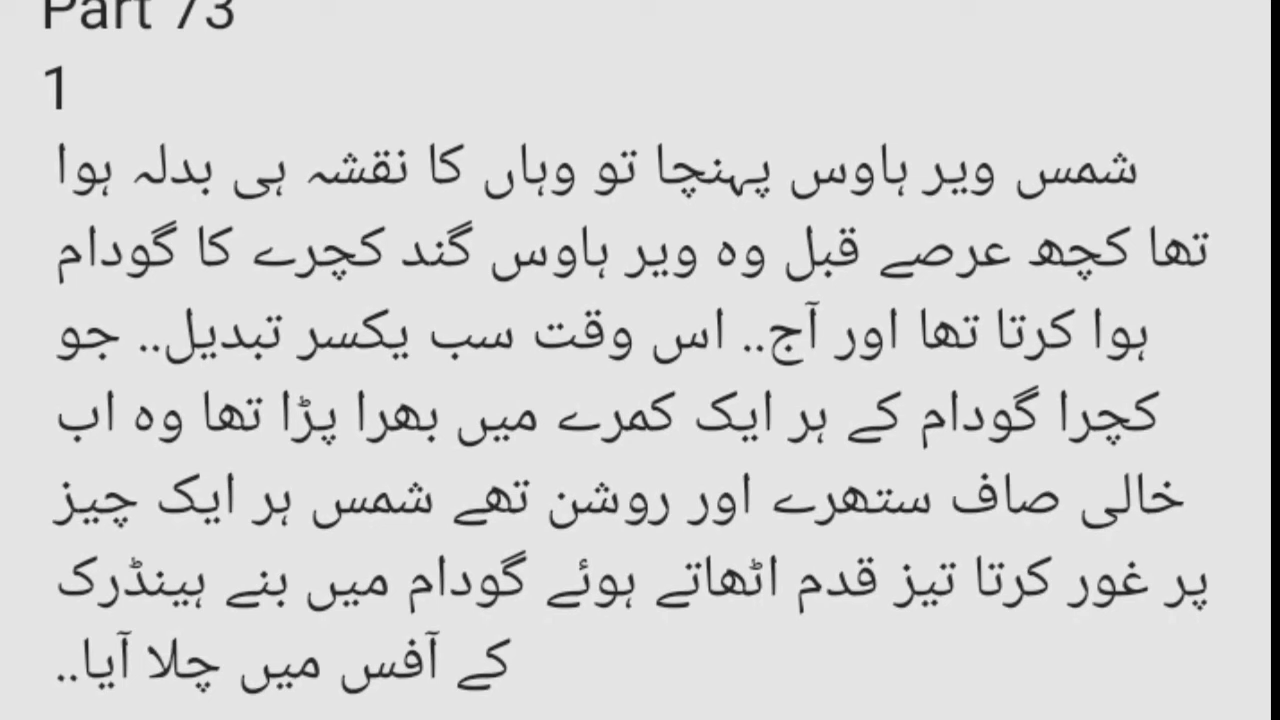 Part 73
1
شمس ویر ہاوس پہنچا تو وہاں کا نقشہ ہی بدلہ ہوا
تھا کچھ عرصے قبل وہ ویر ہاوس گند کچرے کا گودام
ہوا کرتا تھا اور آج.. اس وقت سب یکسر تبدیل.. جو
کچرا گودام کے ہر ایک کمرے میں بھرا پڑا تھا وہ اب
خالی صاف ستھرے اور روشن تھے شمس ہر ایک چیز
پر غور کرتا تیز قدم اٹھاتے ہوئے گودام میں بنے ہینڈرک
کے آفس میں چلا آیا..